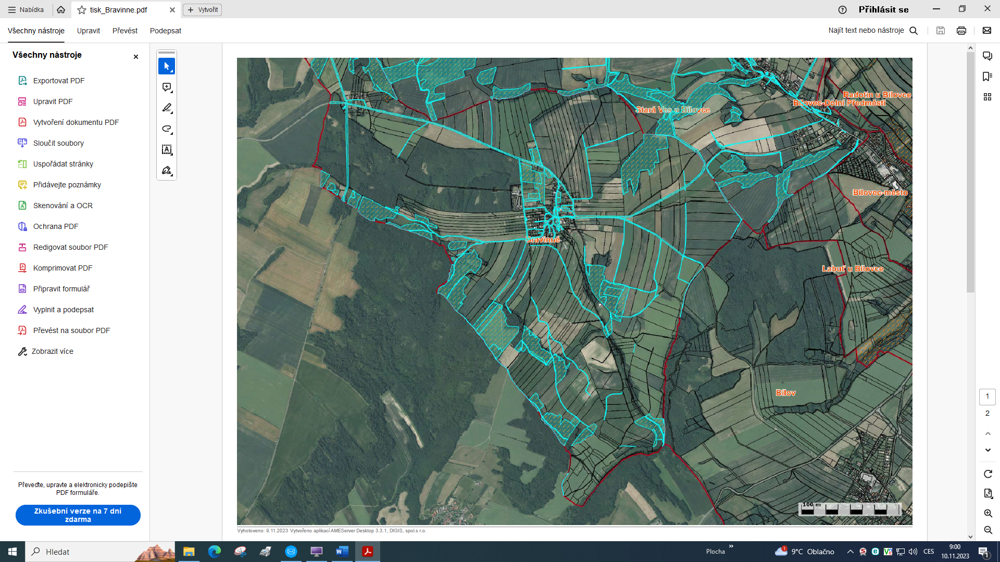 Nabídka
tisk_Bravinne.pdf
Vytvořit
Přihlásit se
Všechny nástroje
Upravit
Převést
Podepsat
Najít text nebo nástroje
Všechny nástroje
Exportovat PDF
Upravit PDF
Vytvoření dokumentu PDF
Sloučit soubory
Uspořádat stránky
Přidávejte poznámky
Skenování a OCR
Ochrana PDF
Redigovat soubor PDF
Komprimovat PDF
Připravit formulář
Vyplnit a podepsat
Převést na soubor PDF
Zobrazit více
Převeďte, upravte a elektronicky podepište
PDF formuláře.
Zkušební verze na 7 dní
zdarma
Radotín u Bílovce
Bílovec-Dolní Předměstí
Stará Ves u Bílovce
Bílovec-město
Bravinné
Labuť u Bílovce
Bílov
100 m
Vyhotoveno: 9.11.2023 Vytvořeno aplikací AMEServer Desktop 3.3.1, DIGIS, spol.s r.o.
1
2
Hledat
Plocha
1
9°C Oblačno
CES
9:00
10.11.2023
1